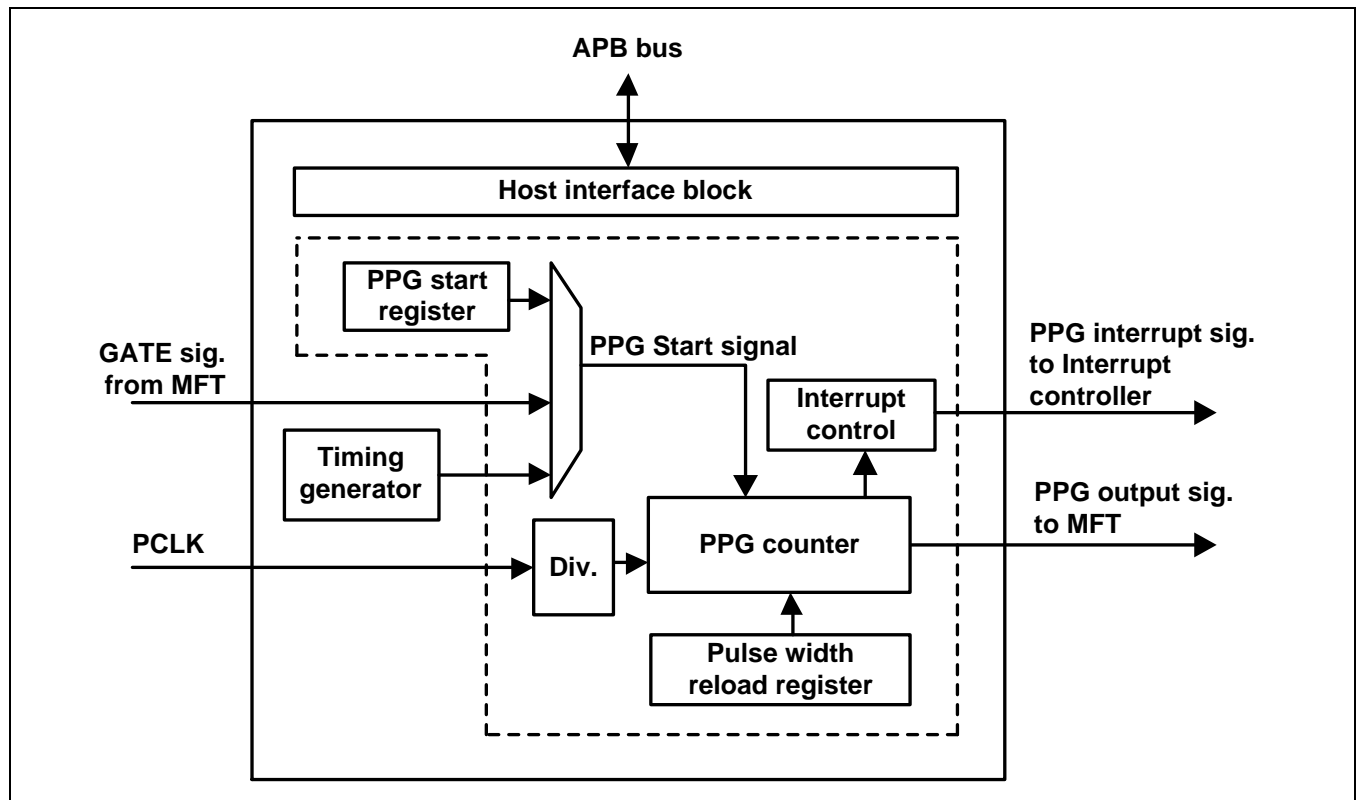 APB bus
Host interface block
PPG start
register
GATE sig.
from MFT
PPG Start signal
PPG interrupt sig.
to Interrupt
controller
Interrupt
control
Timing
generator
PPG output sig.
to MFT
PCLK
Div.
PPG counter
Pulse width
reload register